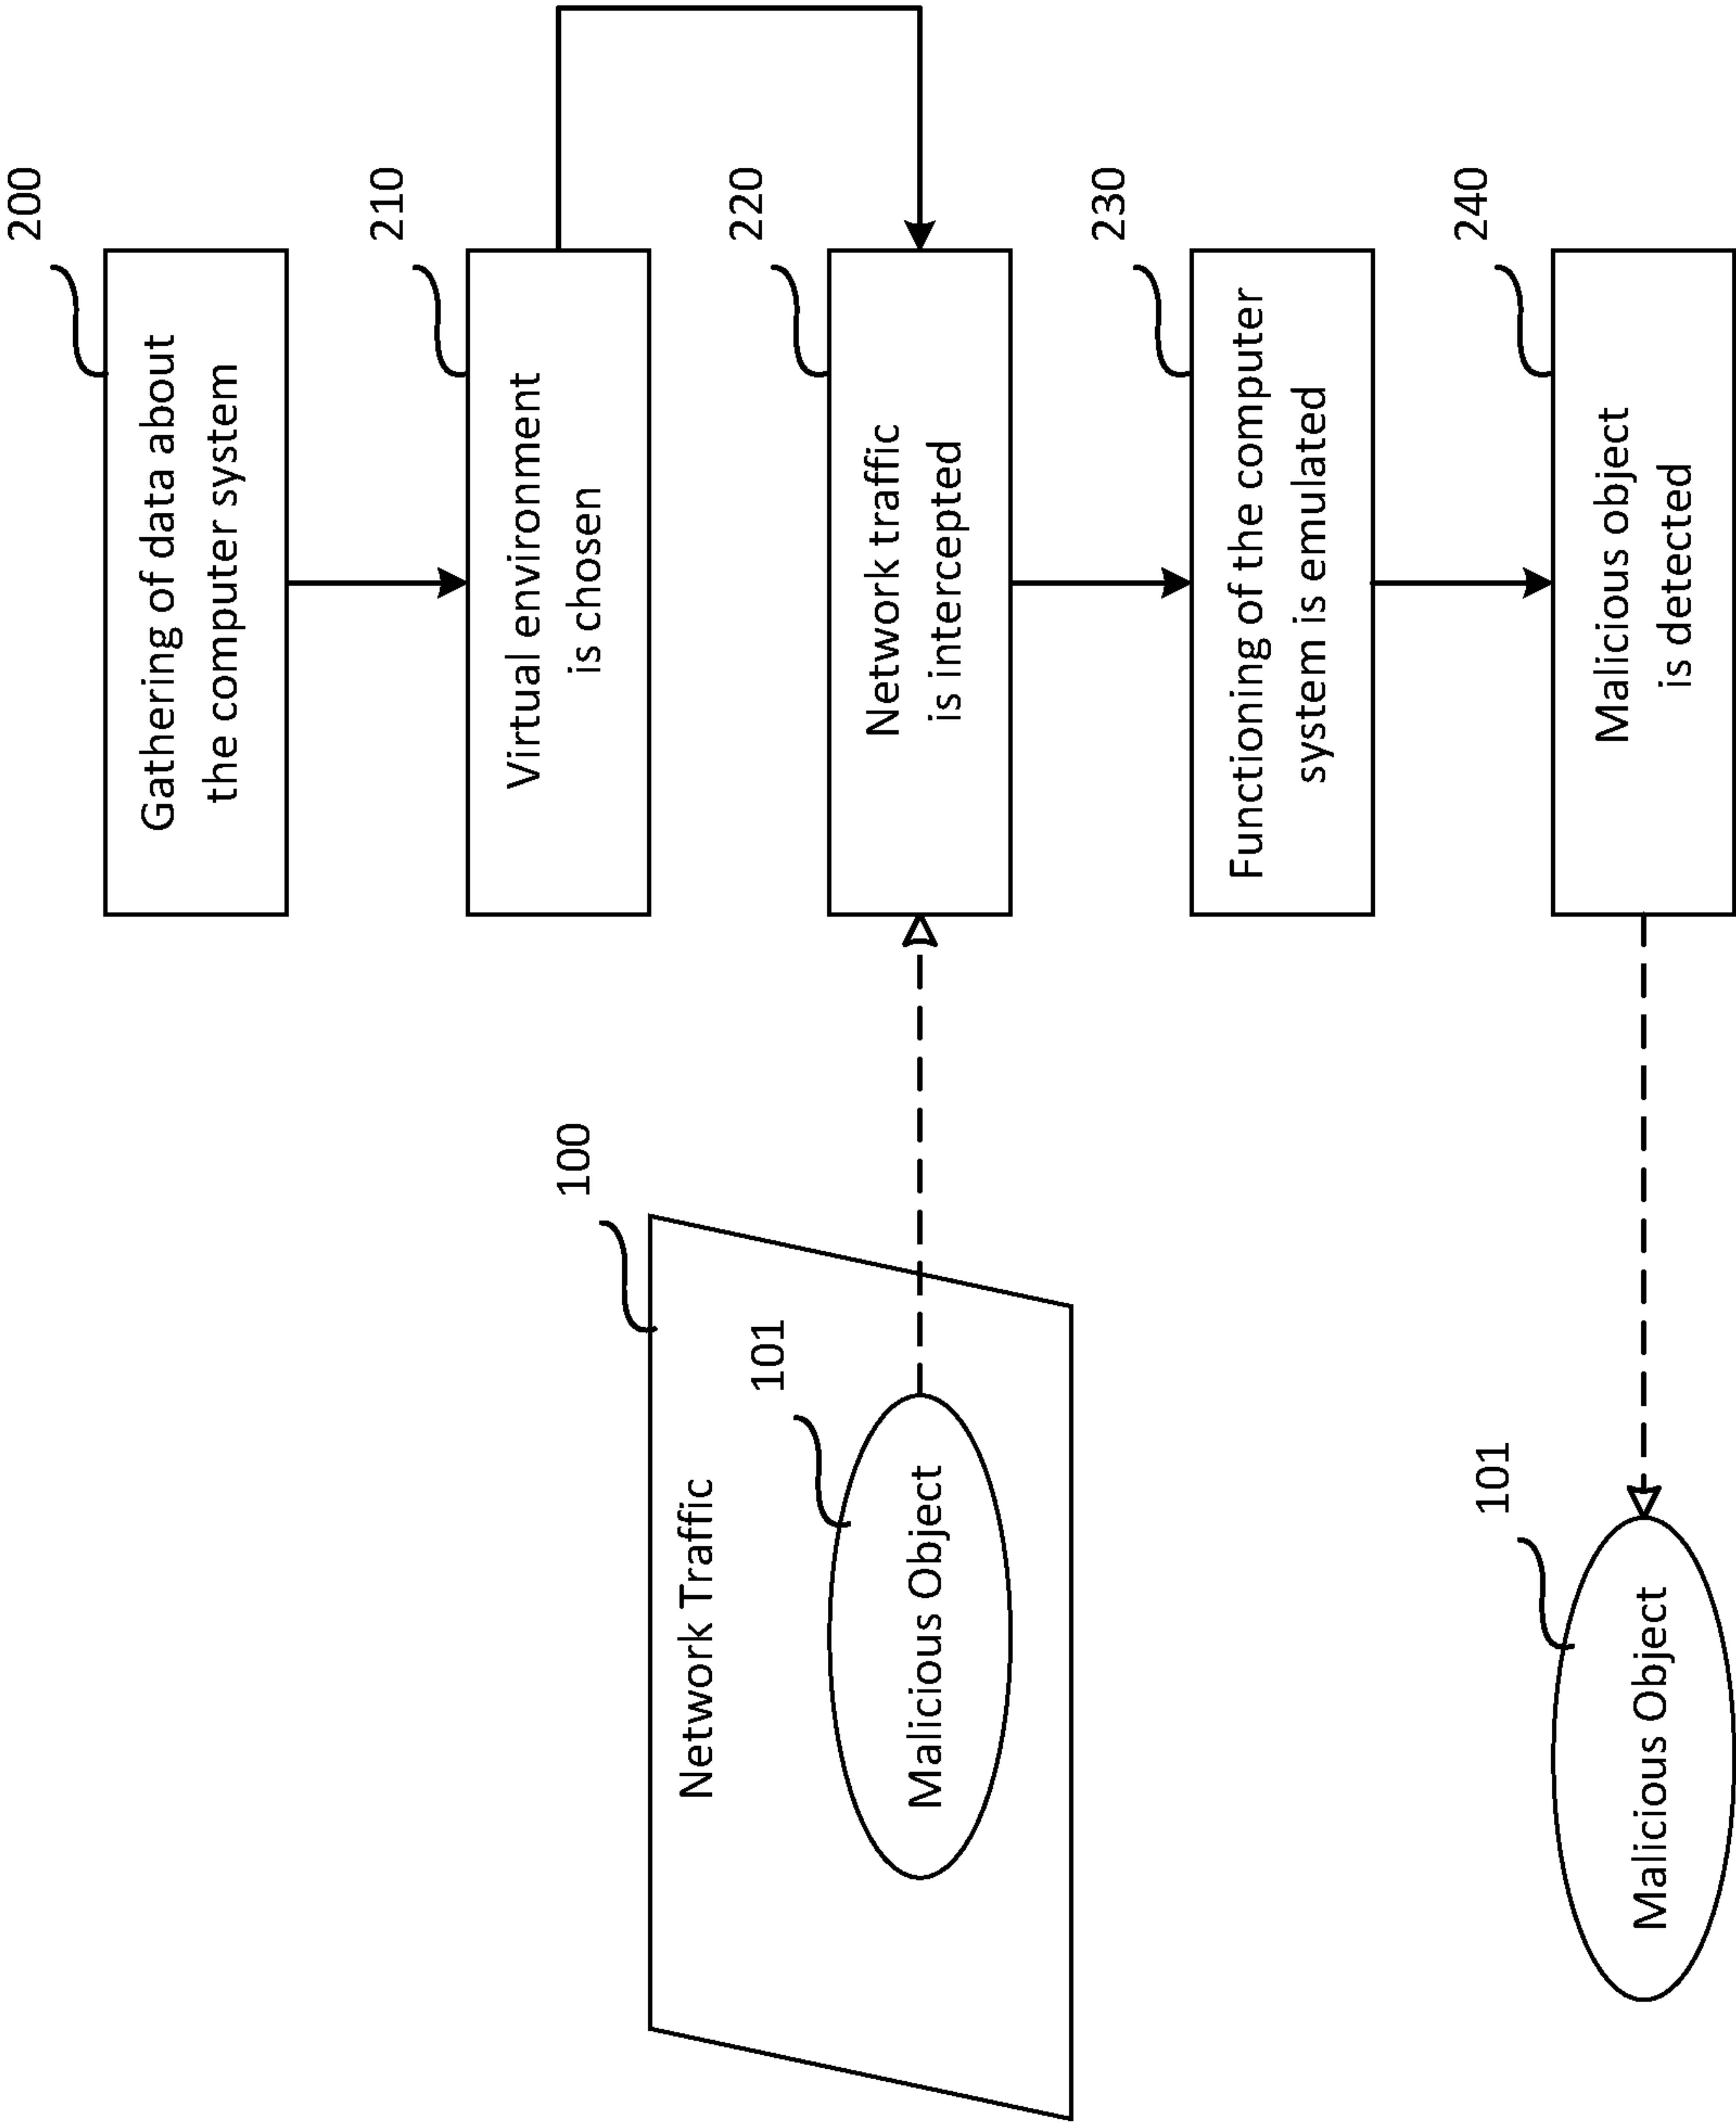 200
Gathering of data about
the computer system
210
Virtual environment
is chosen
100
Network Traffic
101
Malicious Object
220
Network traffic
is intercepted
230
Functioning of the computer
system is emulated
240
Malicious object
is detected
101
Malicious Object